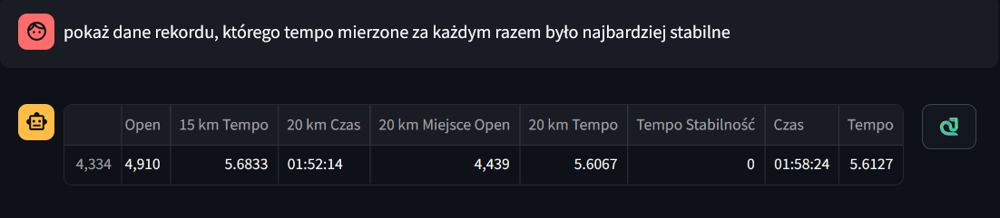 pokaż dane rekordu, którego tempo mierzone za każdym razem było najbardziej stabilne
Open 15 km Tempo 20 km Czas 20 km Miejsce Open 20 km Tempo Tempo Stabilność Czas Tempo
4,334 4,910 5.6833 01:52:14 4,439 5.6067 0 01:58:24 5.6127